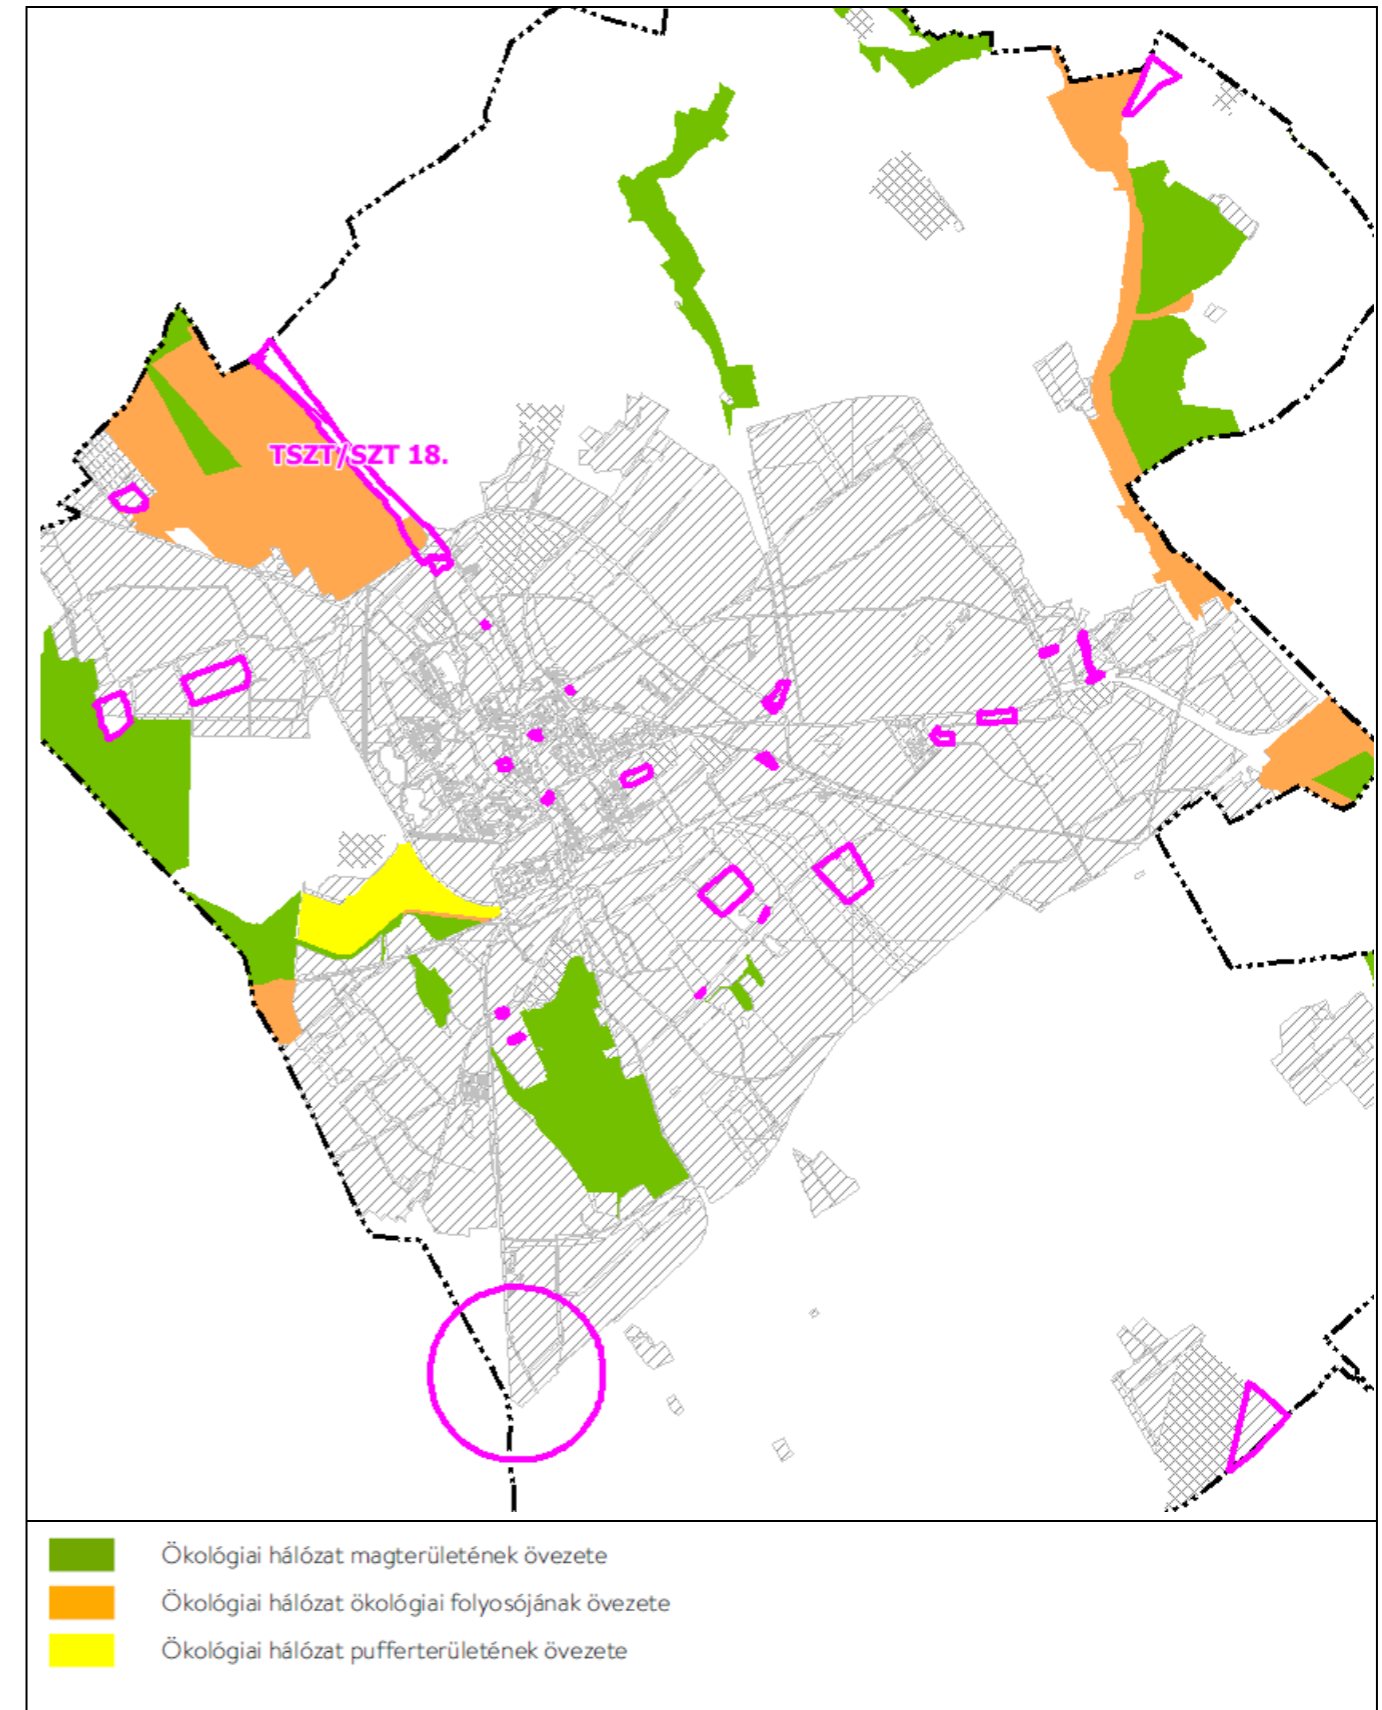 TSZT/SZT 18.
Ökológiai hálózat magterületének övezete
Ökológiai hálózat ökológiai folyosójának övezete
Ökológiai hálózat pufferterületének övezete